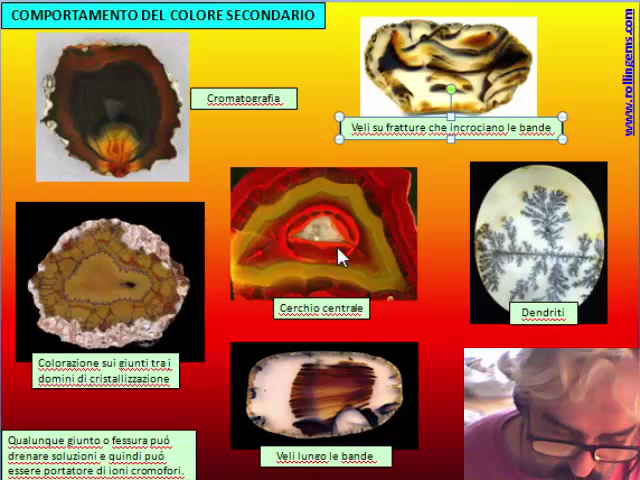 COMPORTAMENTO DEL COLORE SECONDARIO
www.rollingems.com
Cromatografia
Veli su fratture che incrociano le bande
Cerchio centrale
Dendriti
Colorazione sui giunti tra i
domini di cristallizzazione
Veli lungo le bande
Qualunque giunto o fessura puó
drenare soluzioni e quindi puó
essere portatore di ioni cromofori.